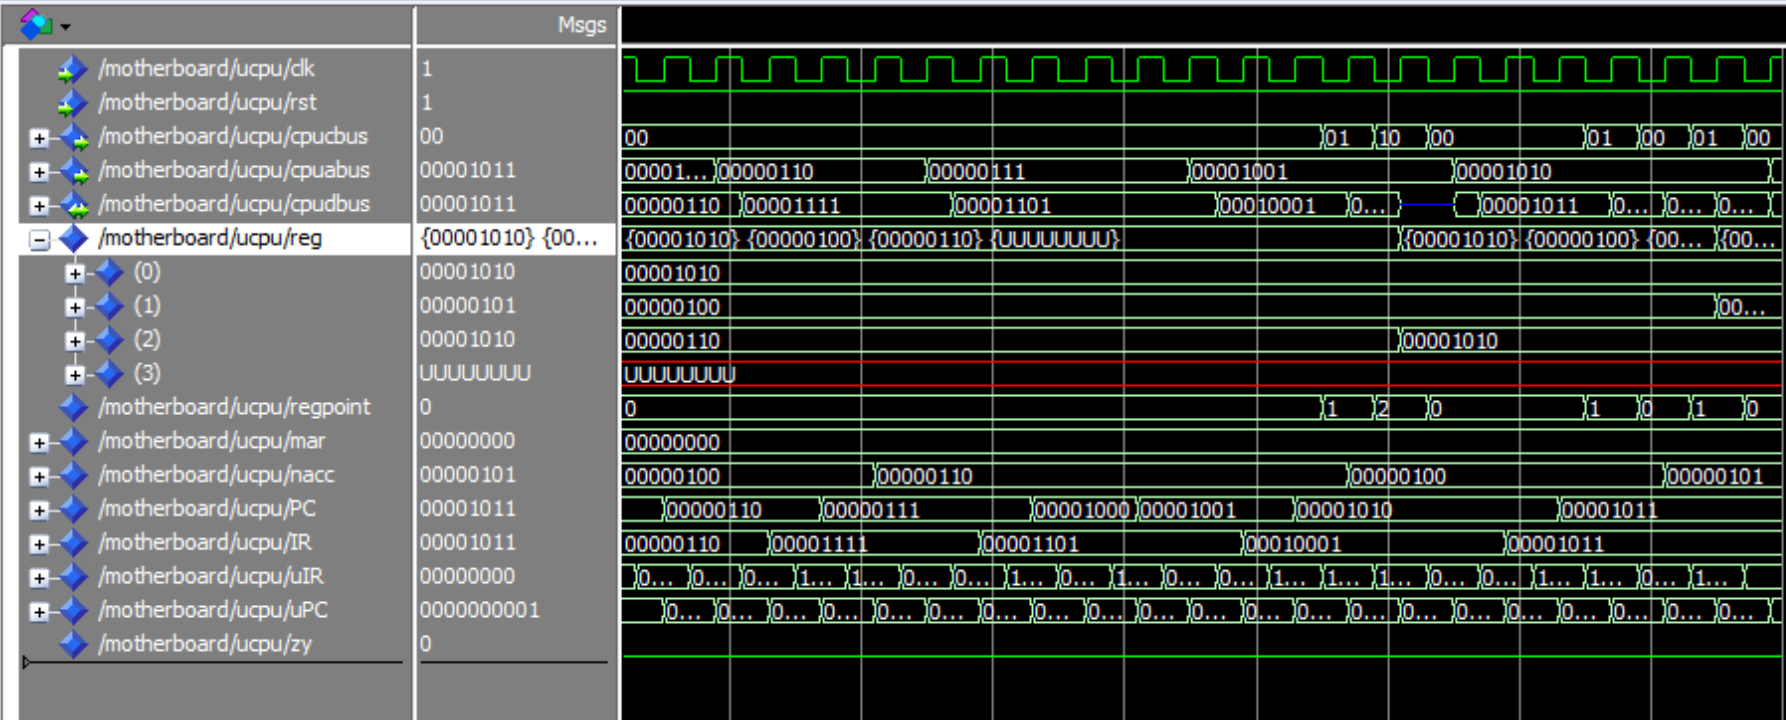 Msgs
/motherboard/ucpu/clk 1
/motherboard/ucpu/rst 1
/motherboard/ucpu/cpucbus 00 00 01 10 00 01 00 01 00
/motherboard/ucpu/cpuabus 00001011 00001... 00000110 00000111 00001001 00001010
/motherboard/ucpu/cpudbus 00001011 00000110 00001111 00001101 00010001 0... 00001011 0... 0... 0...
/motherboard/ucpu/reg {00001010} {00... {00001010} {00000100} {00000110} {UUUUUUUU} {00001010} {00000100} {00... {00...
(0) 00001010 00001010
(1) 00000101 00000100 00...
(2) 00001010 00000110 00001010
(3) UUUUUUUU UUUUUUUU
/motherboard/ucpu/regpoint 0 0 1 2 0 1 0 1 0
/motherboard/ucpu/mar 00000000 00000000
/motherboard/ucpu/nacc 00000101 00000100 00000110 00000100 00000101
/motherboard/ucpu/PC 00001011 00000110 00000111 00001000 00001001 00001010 00001011
/motherboard/ucpu/IR 00001011 00000110 00001111 00001101 00010001 00001011
/motherboard/ucpu/uIR 00000000 0... 0... 0... 1... 1... 0... 0... 1... 0... 1... 0... 0... 1... 1... 1... 0... 0... 1... 1... 0... 1...
/motherboard/ucpu/uPC 0000000001 0... 0... 0... 0... 0... 0... 0... 0... 0... 0... 0... 0... 0... 0... 0... 0... 0... 0... 0... 0... 0...
/motherboard/ucpu/zy 0